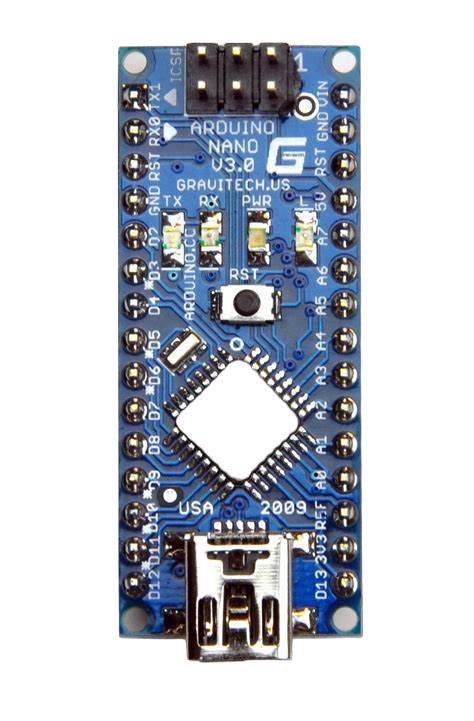 ICSP
1
ARDUINO
NANO
V3.0
G
GRAVITECH.US
TX RX PWR L
RST
ARDUINO.CC
TX1
RX0
RST
GND
D2
*D3
D4
*D5
*D6
D7
D8
*D9
*D10
*D11
D12
VIN
GND
RST
5V
A7
A6
A5
A4
A3
A2
A1
A0
3V3
D13
USA 2009